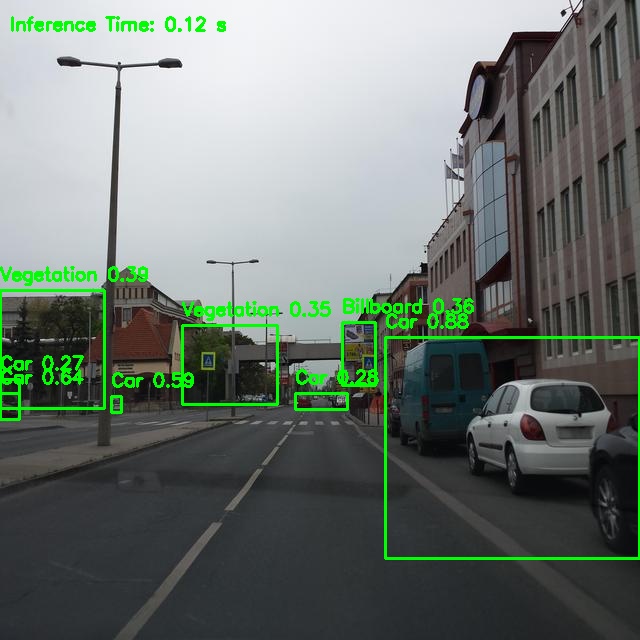 Inference Time: 0.12 s
Vegetation 0.39
Vegetation 0.35
Billboard 0.36
Car 0.88
Car 0.27
Car 0.64
Car 0.59
Car 0.28